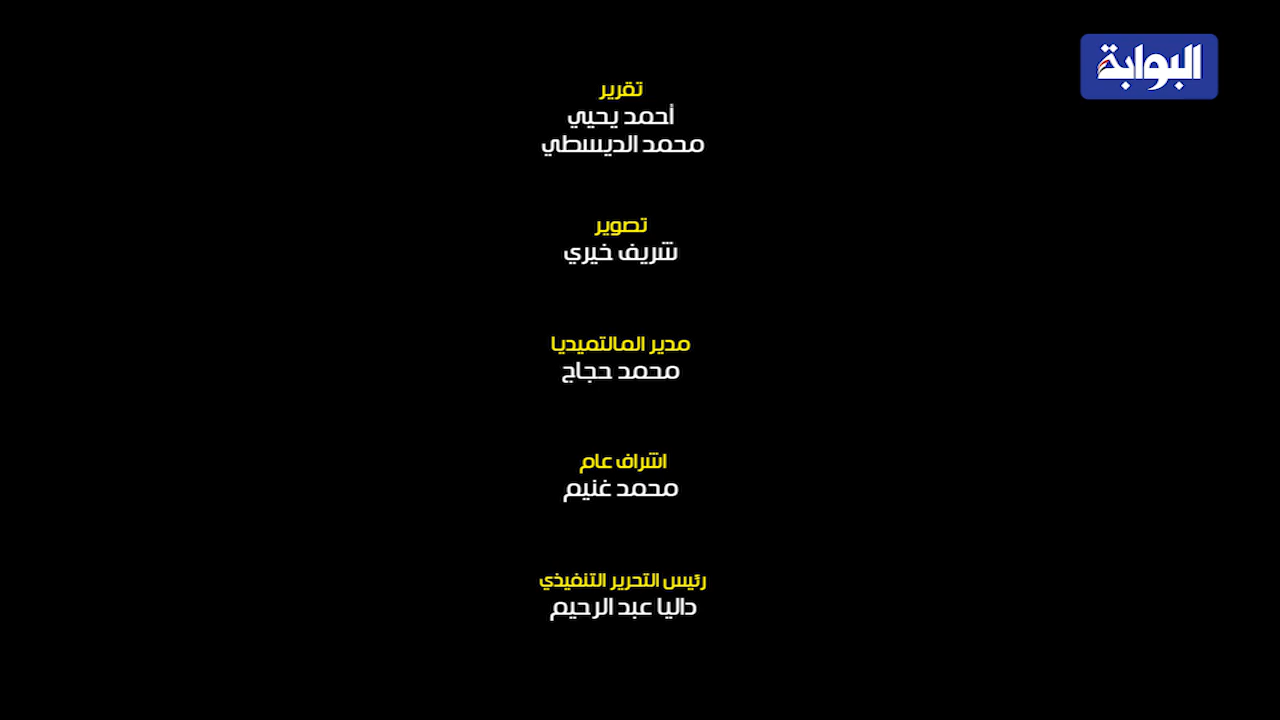 البوابة
تقرير
أحمد يحيي
محمد الديسطي
تصوير
شريف خيري
مدير المالتميديا
محمد حجاج
اشراف عام
محمد غنيم
رئيس التحرير التنفيذي
داليا عبد الرحيم